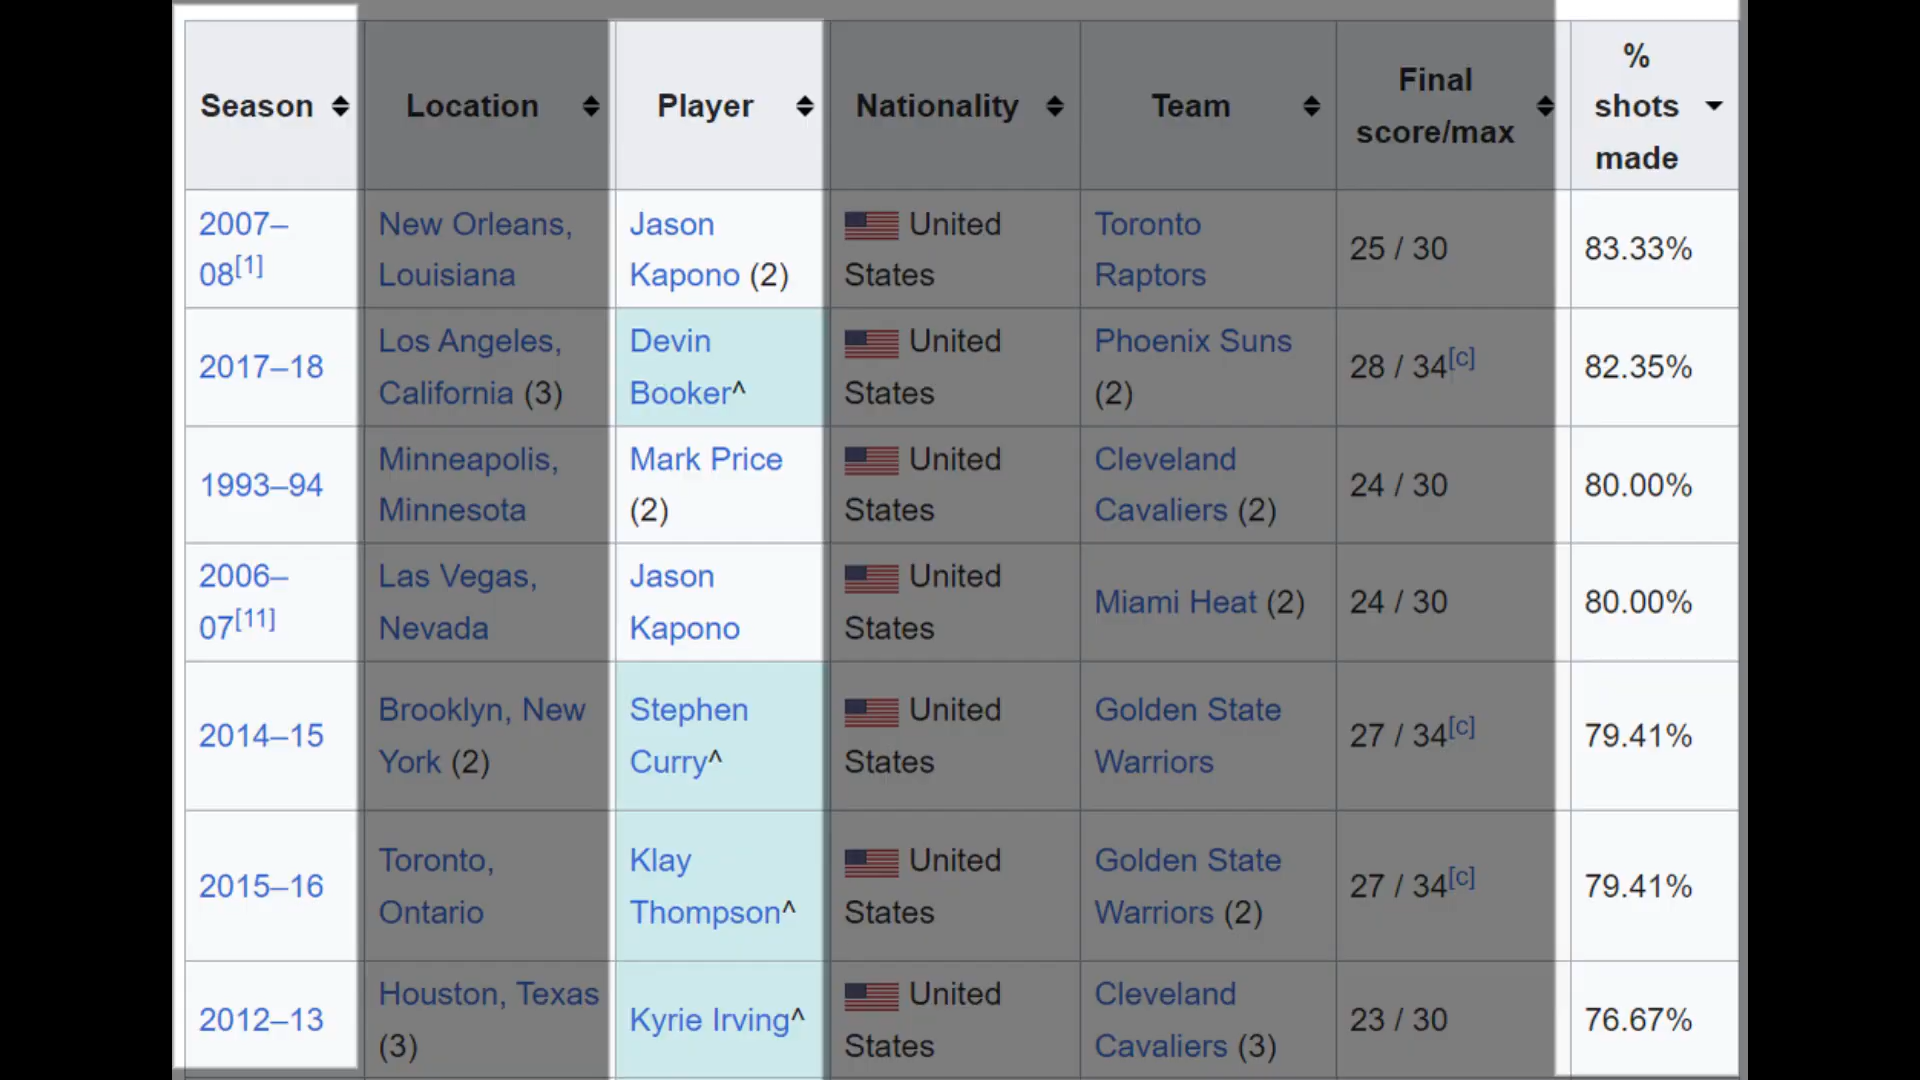 Season
Location
Player
Nationality
Team
Final
score/max
%
shots
made
2007–
08[1]
New Orleans,
Louisiana
Jason
Kapono (2)
United
States
Toronto
Raptors
25 / 30
83.33%
2017–18
Los Angeles,
California (3)
Devin
Booker^
United
States
Phoenix Suns
(2)
28 / 34[c]
82.35%
1993–94
Minneapolis,
Minnesota
Mark Price
(2)
United
States
Cleveland
Cavaliers (2)
24 / 30
80.00%
2006–
07[11]
Las Vegas,
Nevada
Jason
Kapono
United
States
Miami Heat (2)
24 / 30
80.00%
2014–15
Brooklyn, New
York (2)
Stephen
Curry^
United
States
Golden State
Warriors
27 / 34[c]
79.41%
2015–16
Toronto,
Ontario
Klay
Thompson^
United
States
Golden State
Warriors (2)
27 / 34[c]
79.41%
2012–13
Houston, Texas
(3)
Kyrie Irving^
United
States
Cleveland
Cavaliers (3)
23 / 30
76.67%